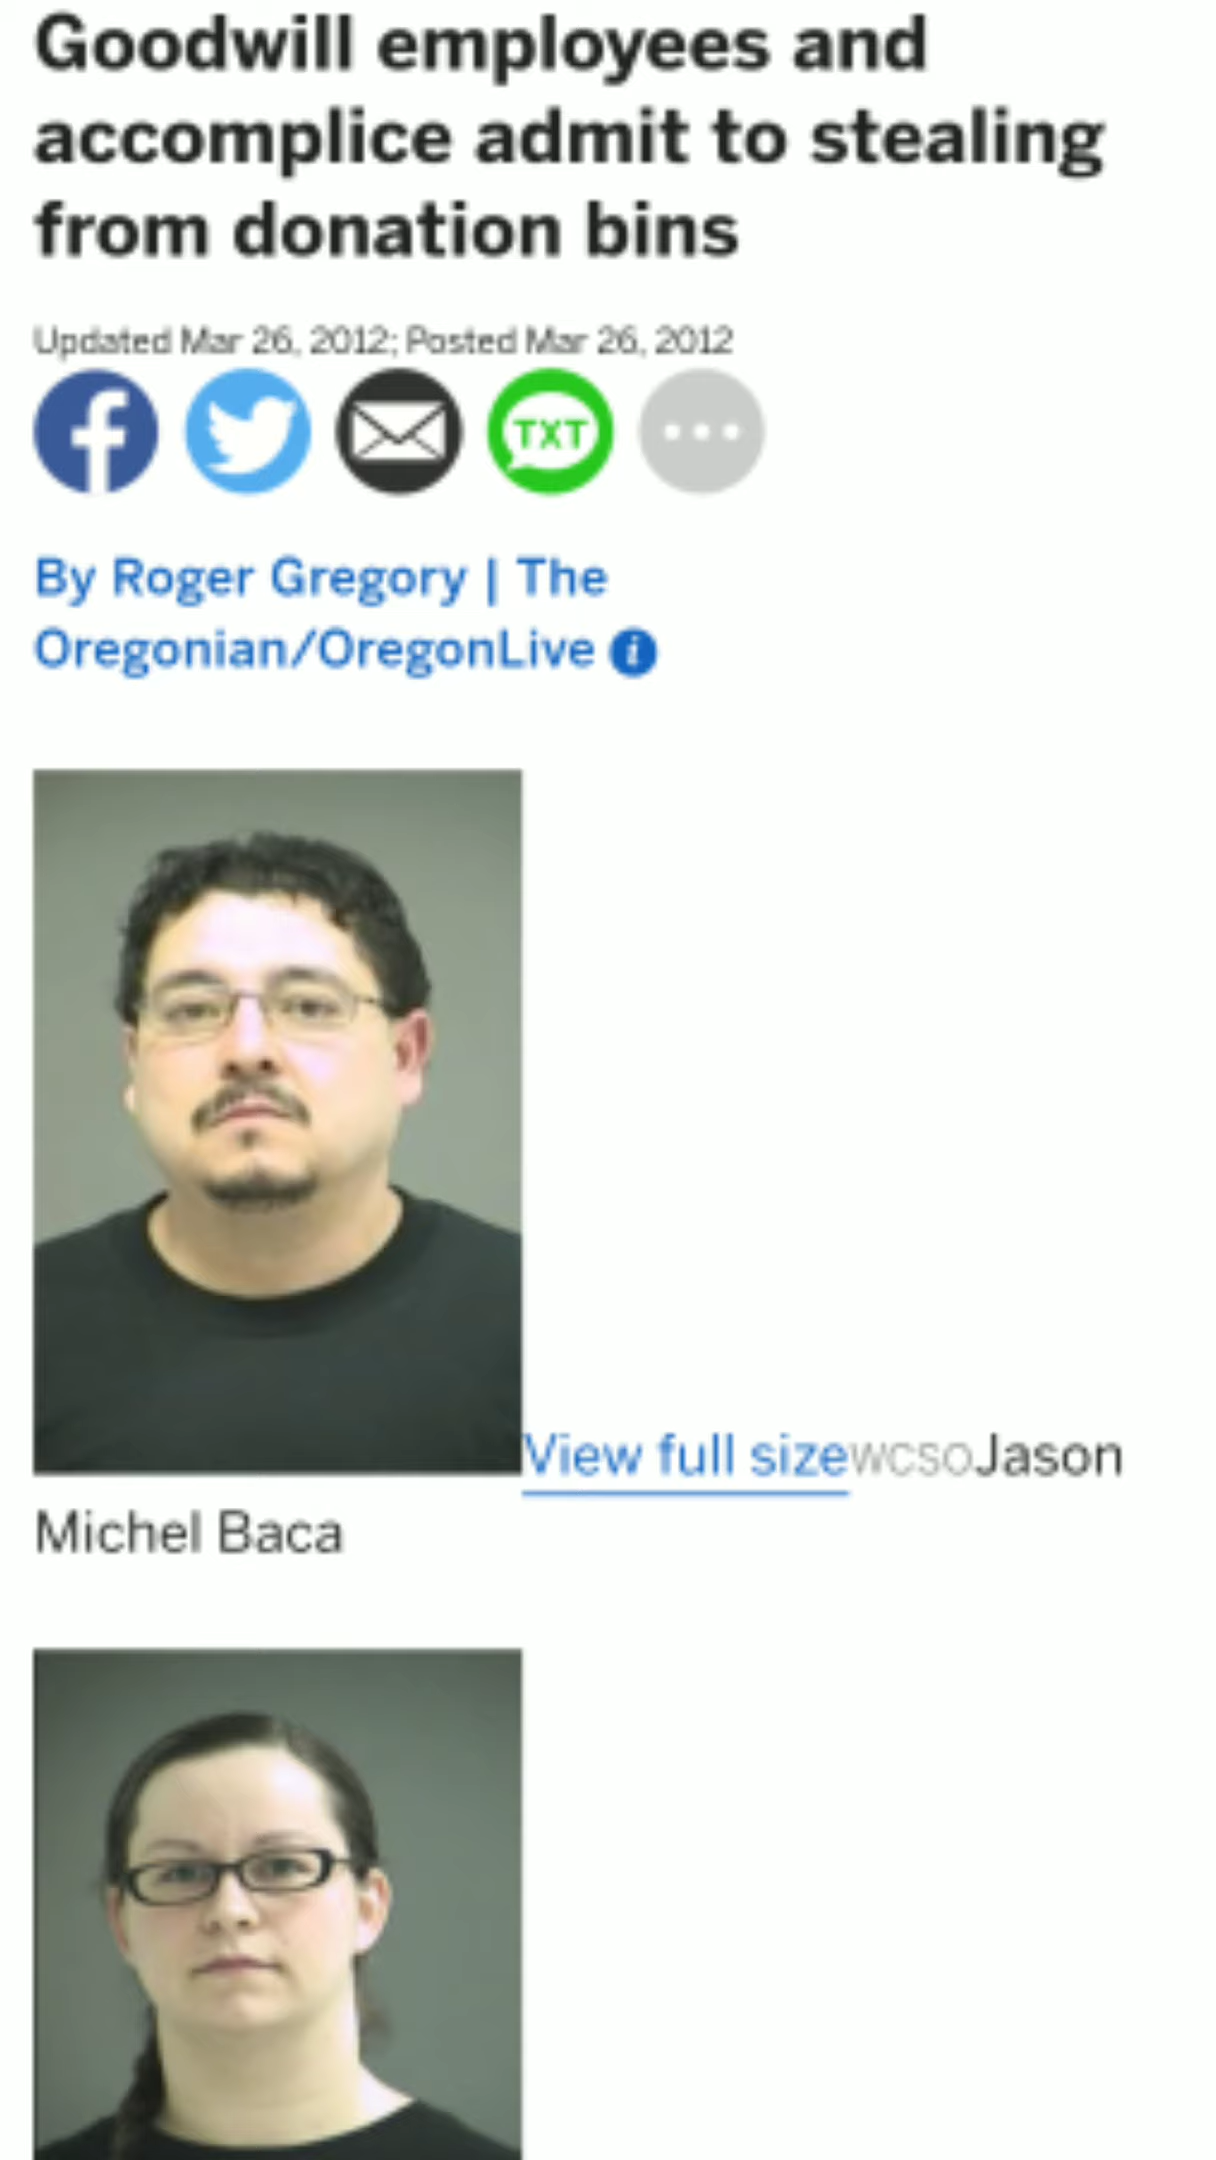 Goodwill employees and
accomplice admit to stealing
from donation bins
Updated Mar 26, 2012; Posted Mar 26, 2012
TXT
By Roger Gregory | The
Oregonian/OregonLive i
View full sizewcsoJason
Michel Baca